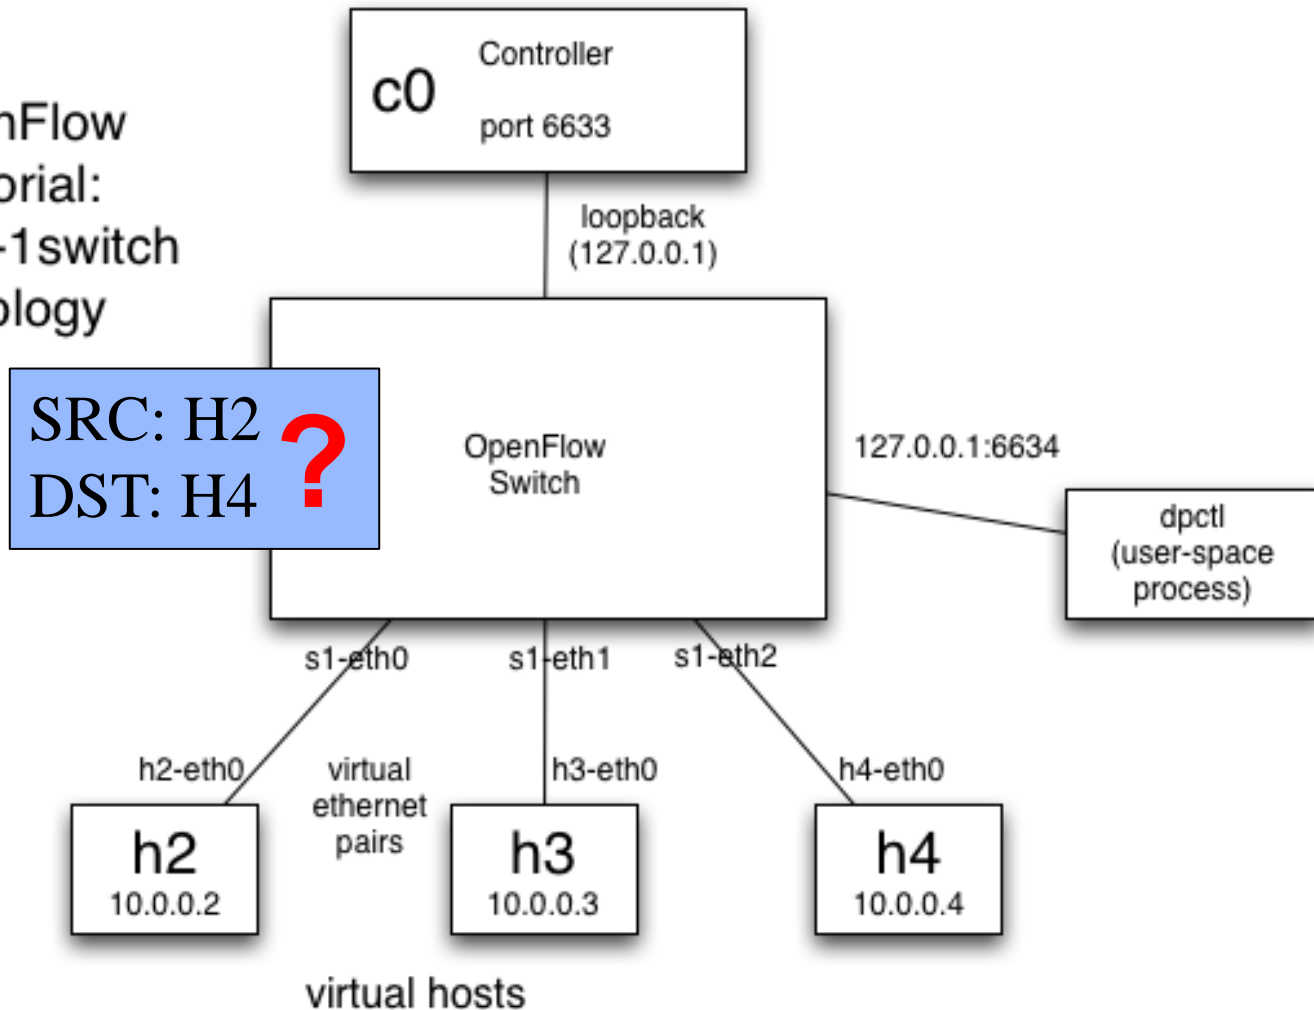 Controller
c0
port 6633
nFlow
orial:
-1switch
ology
loopback
(127.0.0.1)
SRC: H2
DST: H4
?
OpenFlow
Switch
127.0.0.1:6634
dpctl
(user-space
process)
s1-eth0
s1-eth1
s1-eth2
h2-eth0
virtual
ethernet
pairs
h3-eth0
h4-eth0
h2
10.0.0.2
h3
10.0.0.3
h4
10.0.0.4
virtual hosts